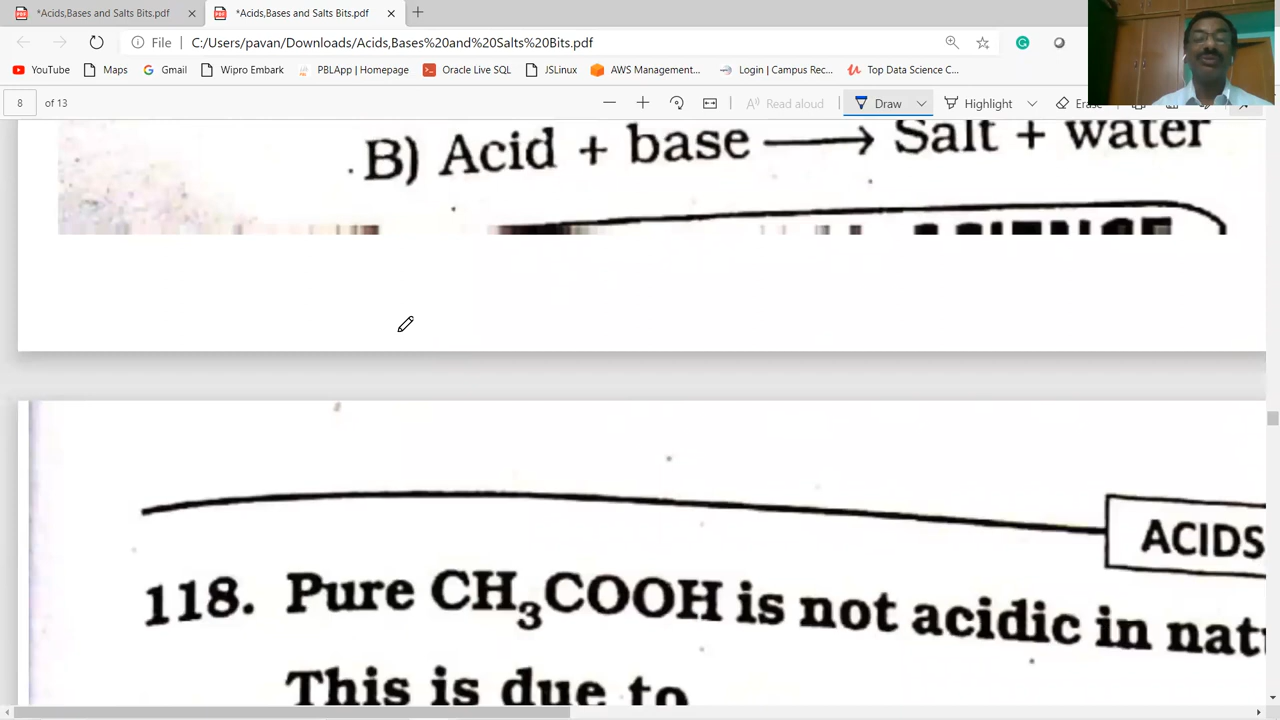 *Acids,Bases and Salts Bits.pdf
*Acids,Bases and Salts Bits.pdf
File
C:/Users/pavan/Downloads/Acids,Bases%20and%20Salts%20Bits.pdf
YouTube
Maps
Gmail
Wipro Embark
PBLApp | Homepage
Oracle Live SQL
JSLinux
AWS Management...
Login | Campus Rec...
Top Data Science C...
8 of 13
Read aloud
Draw
Highlight
Erase
B) Acid + base ⟶ Salt + water
SCIENCE
ACIDS
118. Pure CH₃COOH is not acidic in natu
This is due to